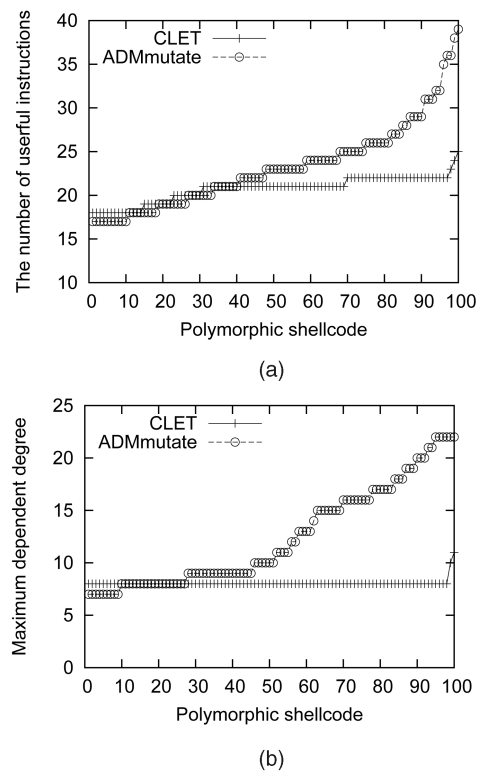 40
35
30
25
20
15
10
The number of userful instructions
CLET
ADMmutate
0 10 20 30 40 50 60 70 80 90 100
Polymorphic shellcode
(a)
25
20
15
10
5
0
Maximum dependent degree
CLET
ADMmutate
0 10 20 30 40 50 60 70 80 90 100
Polymorphic shellcode
(b)